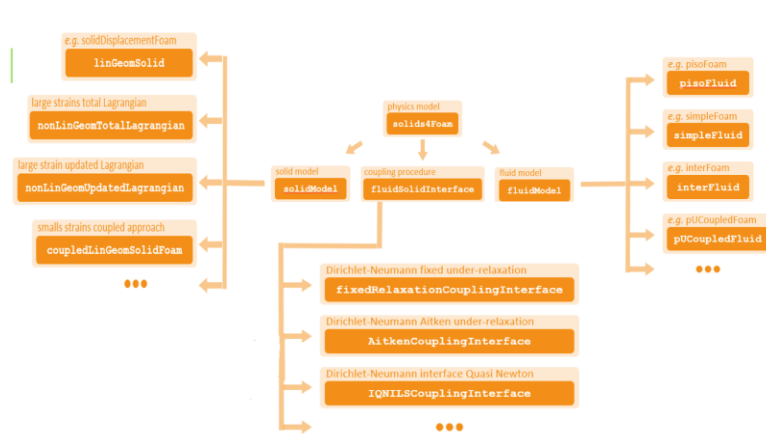 e.g. solidDisplacementFoam
linGeomSolid
large strains total Lagrangian
nonLinGeomTotalLagrangian
large strain updated Lagrangian
nonLinGeomUpdatedLagrangian
smalls strains coupled approach
coupledLinGeomSolidFoam
physics model
solids4Foam
solid model
solidModel
coupling procedure
fluidSolidInterface
fluid model
fluidModel
e.g. pisoFoam
pisoFluid
e.g. simpleFoam
simpleFluid
e.g. interFoam
interFluid
e.g. pUCoupledFoam
pUCoupledFluid
Dirichlet-Neumann fixed under-relaxation
fixedRelaxationCouplingInterface
Dirichlet-Neumann Aitken under-relaxation
AitkenCouplingInterface
Dirichlet-Neumann interface Quasi Newton
IQNILSCouplingInterface